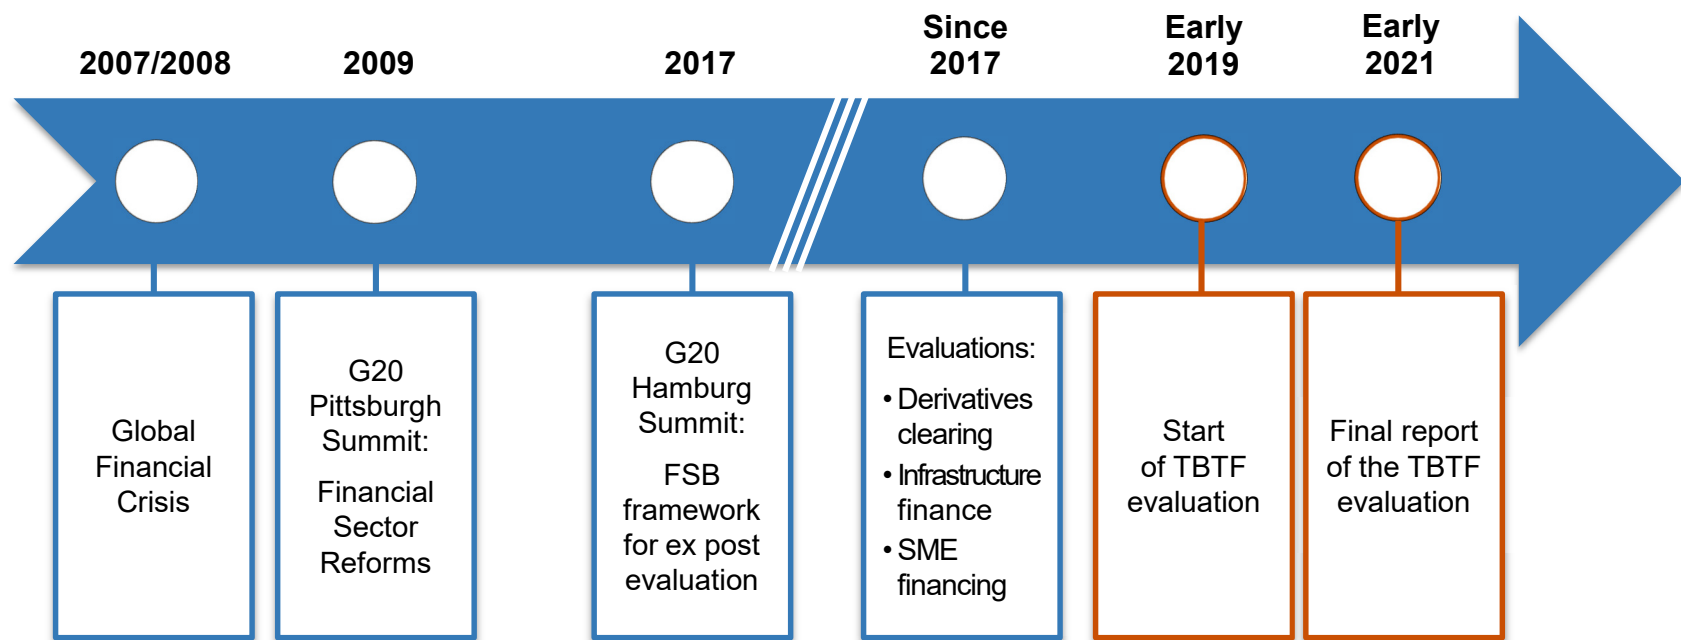 2007/2008
Global
Financial
Crisis
2009
G20
Pittsburgh
Summit:
Financial
Sector
Reforms
2017
G20
Hamburg
Summit:
FSB
framework
for ex post
evaluation
Since
2017
Evaluations:
• Derivatives
clearing
• Infrastructure
finance
• SME
financing
Early
2019
Start
of TBTF
evaluation
Early
2021
Final report
of the TBTF
evaluation